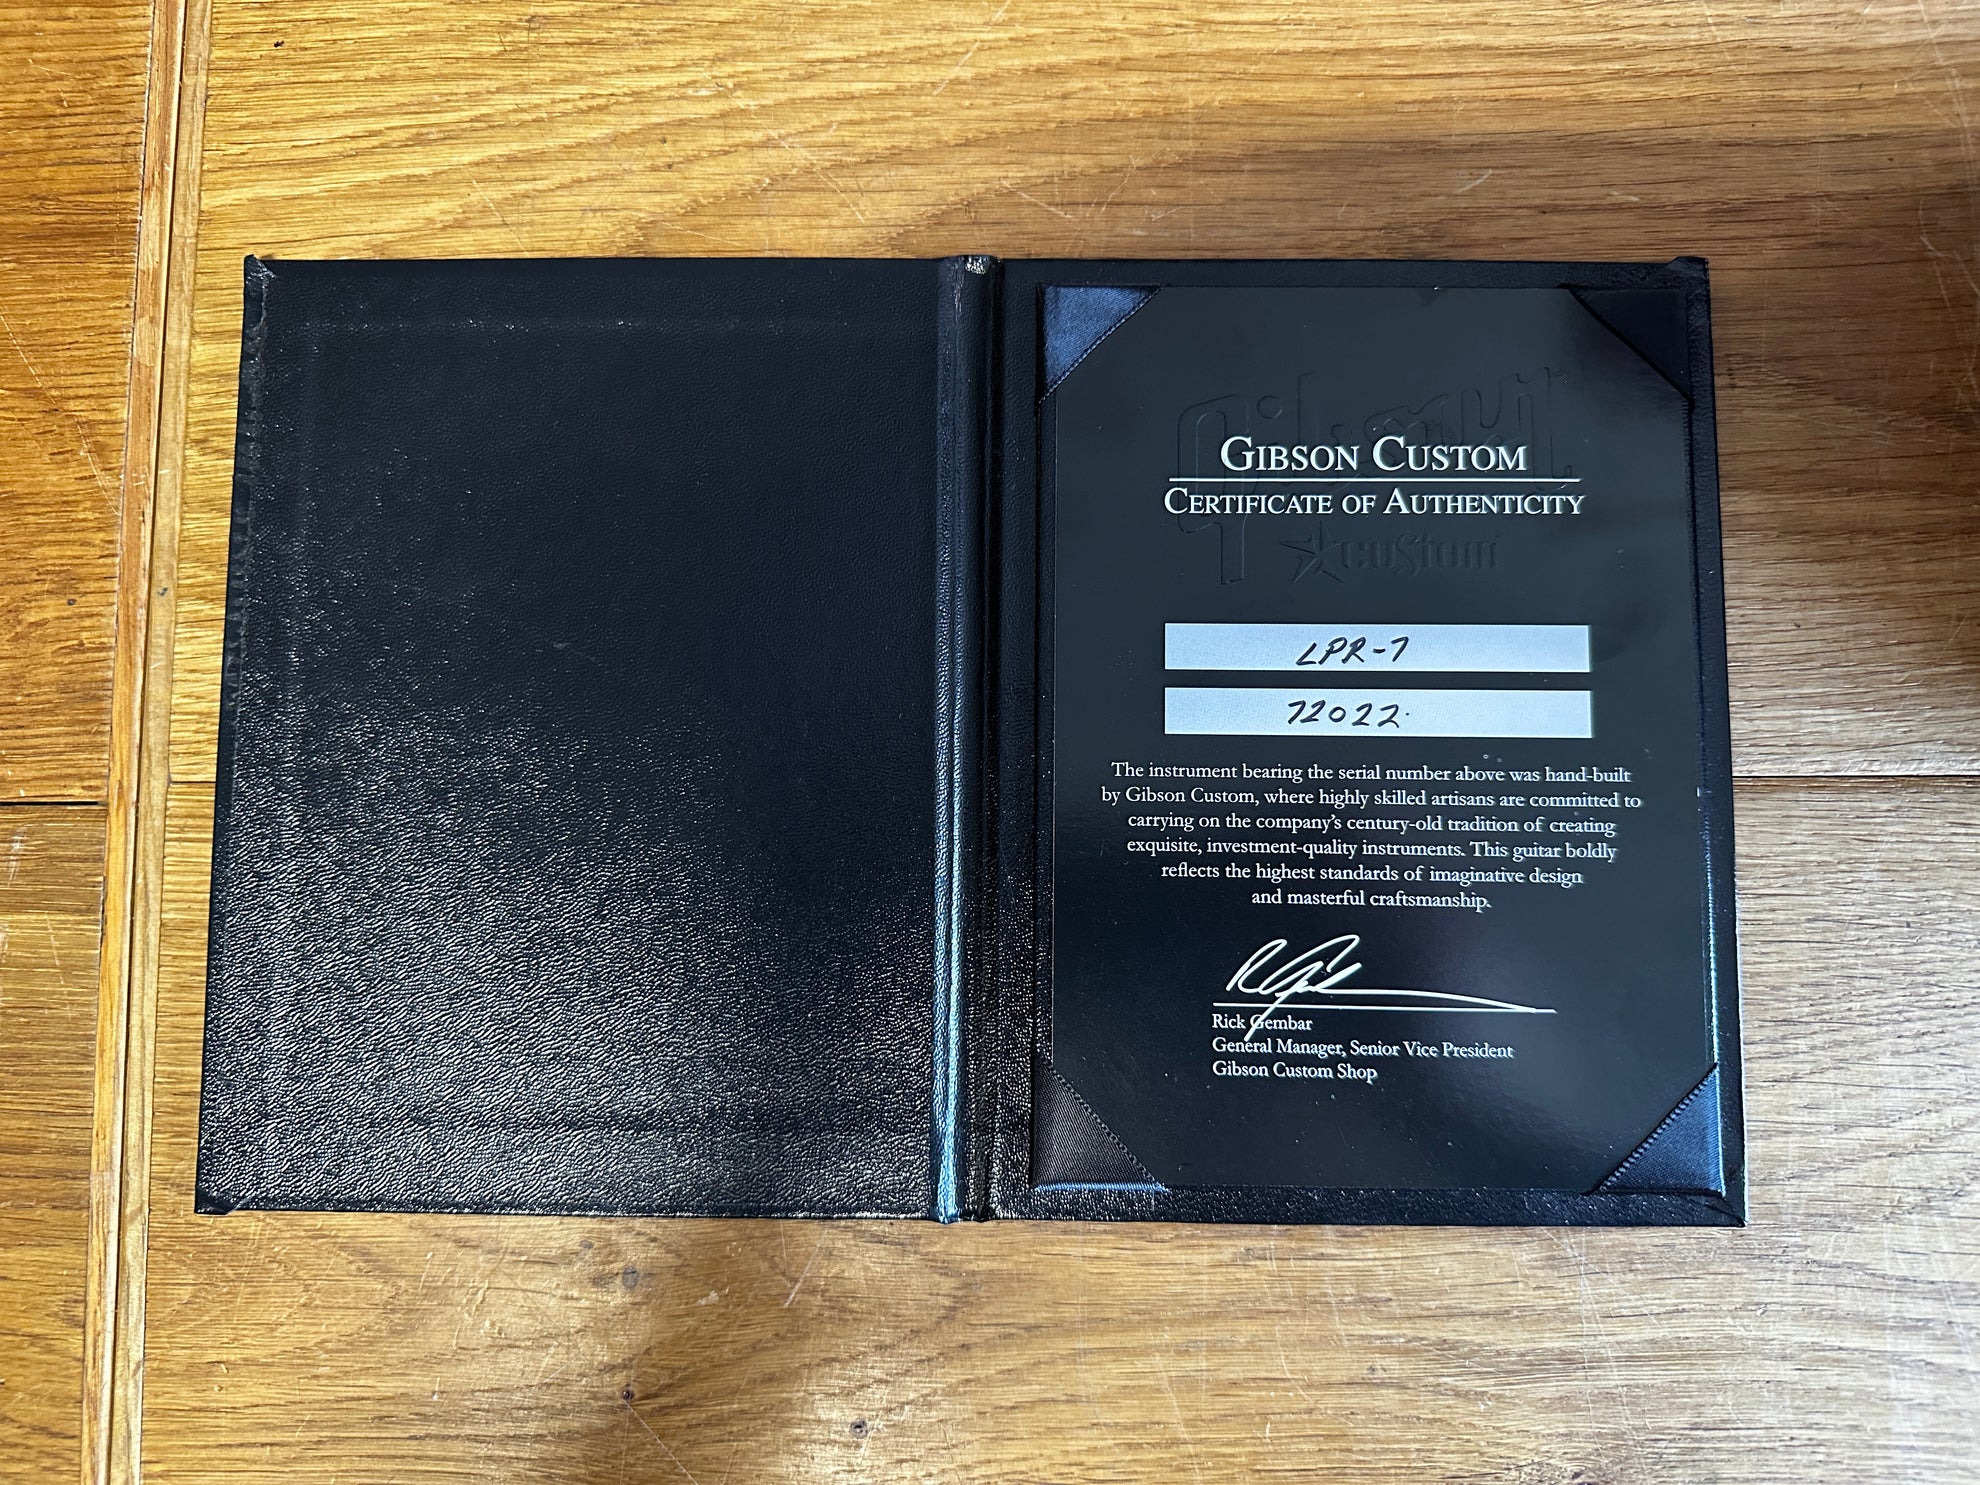 Gibson
GIBSON CUSTOM
CERTIFICATE OF AUTHENTICITY
custom
LPR-7
72022.
The instrument bearing the serial number above was hand-built
by Gibson Custom, where highly skilled artisans are committed to
carrying on the company's century-old tradition of creating
exquisite, investment-quality instruments. This guitar boldly
reflects the highest standards of imaginative design
and masterful craftsmanship.
Rick Gembar
General Manager, Senior Vice President
Gibson Custom Shop